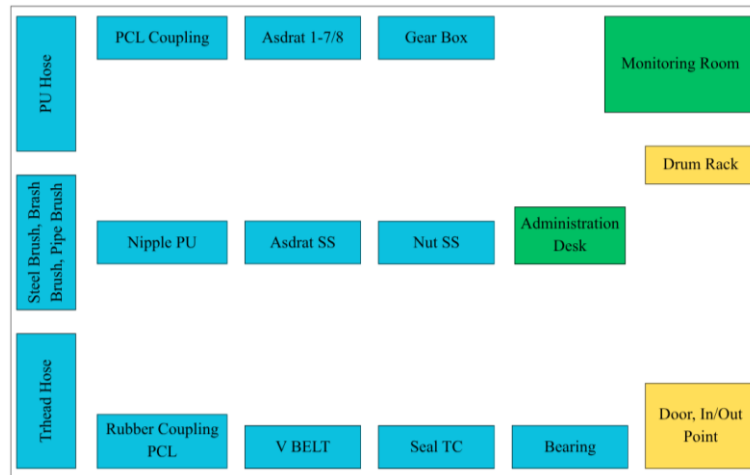 PU Hose
PCL Coupling
Asdrat 1-7/8
Gear Box
Monitoring Room
Drum Rack
Steel Brush, Brash
Brush, Pipe Brush
Nipple PU
Asdrat SS
Nut SS
Administration
Desk
Trhead Hose
Rubber Coupling
PCL
V BELT
Seal TC
Bearing
Door, In/Out
Point